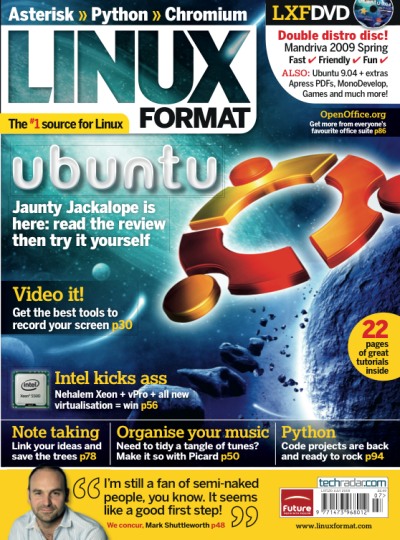 Asterisk » Python » Chromium
LXFDVD
LINUX
FORMAT
The #1 source for Linux
Double distro disc!
Mandriva 2009 Spring
Fast ✔ Friendly ✔ Fun ✔
ALSO: Ubuntu 9.04 + extras
Apress PDFs, MonoDevelop,
Games and much more!
OpenOffice.org
Get more from everyone's
favourite office suite p86
ubuntu
Jaunty Jackalope is
here: read the review
then try it yourself
Video it!
Get the best tools to
record your screen p30
22
pages
of great
tutorials
inside
intel
Intel kicks ass
Nehalem Xeon + vPro + all new
virtualisation = win p56
Note taking
Link your ideas and
save the trees p78
Organise your music
Need to tidy a tangle of tunes?
Make it so with Picard p50
Python
Code projects are back
and ready to rock p94
“I'm still a fan of semi-naked
people, you know. It seems
like a good first step!”
We concur, Mark Shuttleworth p48
Future
techradar.com
07
9 771473 968012
www.linuxformat.com